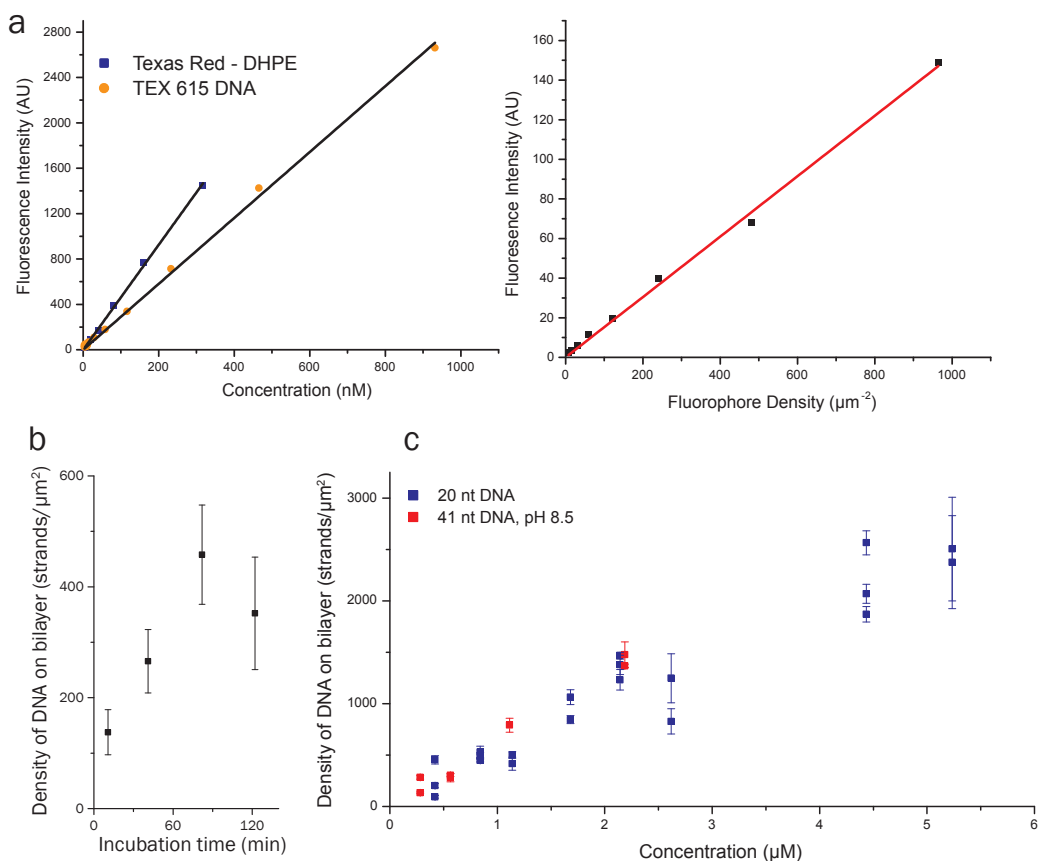 a
Fluorescence Intensity (AU)
2800
2400
2000
1600
1200
800
400
0
Texas Red - DHPE
TEX 615 DNA
0 200 400 600 800 1000
Concentration (nM)
Fluoresence Intensity (AU)
160
140
120
100
80
60
40
20
0
0 200 400 600 800 1000
Fluorophore Density (µm⁻²)
b
Density of DNA on bilayer (strands/µm²)
600
400
200
0
0 60 120
Incubation time (min)
c
Density of DNA on bilayer (strands/µm²)
3000
2000
1000
0
20 nt DNA
41 nt DNA, pH 8.5
0 1 2 3 4 5 6
Concentration (µM)